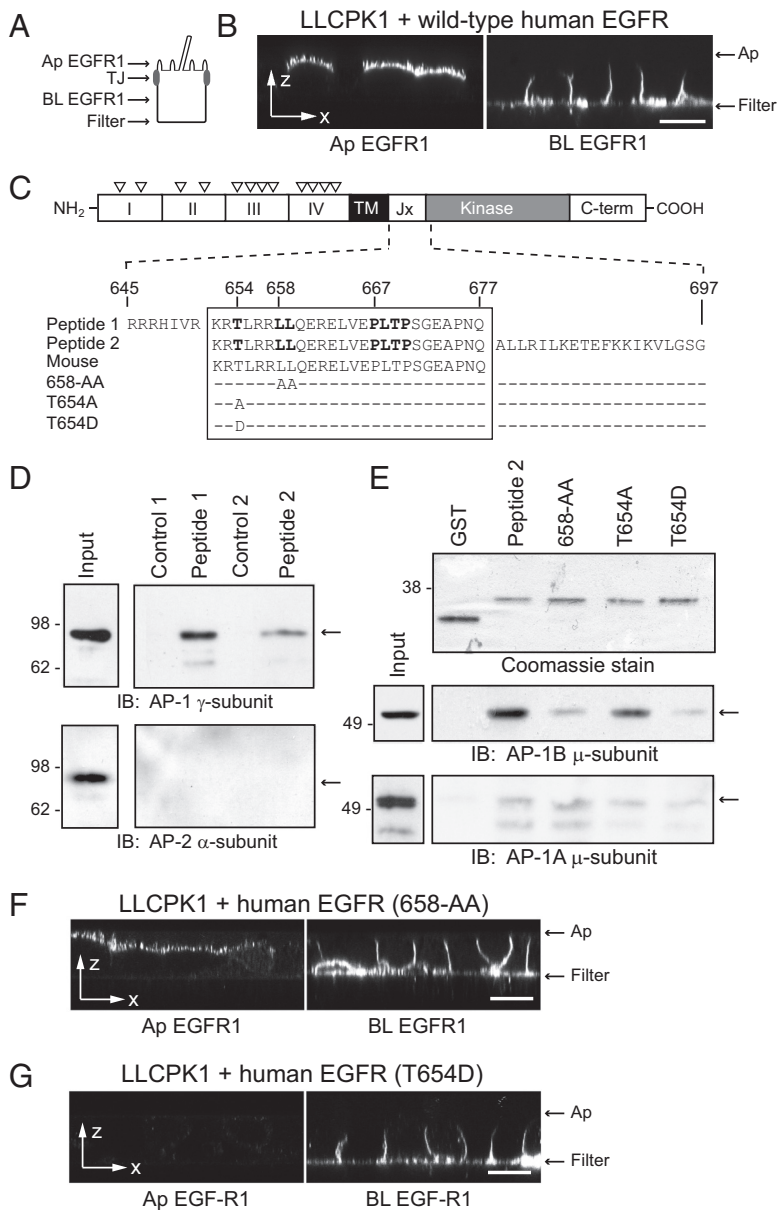 A
Ap EGFR1
TJ
BL EGFR1
Filter
B
LLCPK1 + wild-type human EGFR
z
x
Ap
Filter
Ap EGFR1
BL EGFR1
C
NH2
I
II
III
IV
TM
Jx
Kinase
C-term
COOH
645
654
658
667
677
697
Peptide 1 RRRHIVR KRTLRRLLQERELVEPLTPSGEAPNQ
Peptide 2 KRTLRRLLQERELVEPLTPSGEAPNQ ALLRILKETEFKKIKVLGSG
Mouse KRTLRRLLQERELVEPLTPSGEAPNQ
658-AA ------AA------------------ --------------------
T654A --A----------------------- --------------------
T654D --D----------------------- --------------------
D
Input
Control 1
Peptide 1
Control 2
Peptide 2
98 -
62 -
IB: AP-1 γ-subunit
98 -
62 -
IB: AP-2 α-subunit
E
GST
Peptide 2
658-AA
T654A
T654D
38 -
Coomassie stain
Input
49 -
IB: AP-1B μ-subunit
49 -
IB: AP-1A μ-subunit
F
LLCPK1 + human EGFR (658-AA)
z
x
Ap
Filter
Ap EGFR1
BL EGFR1
G
LLCPK1 + human EGFR (T654D)
z
x
Ap
Filter
Ap EGF-R1
BL EGF-R1